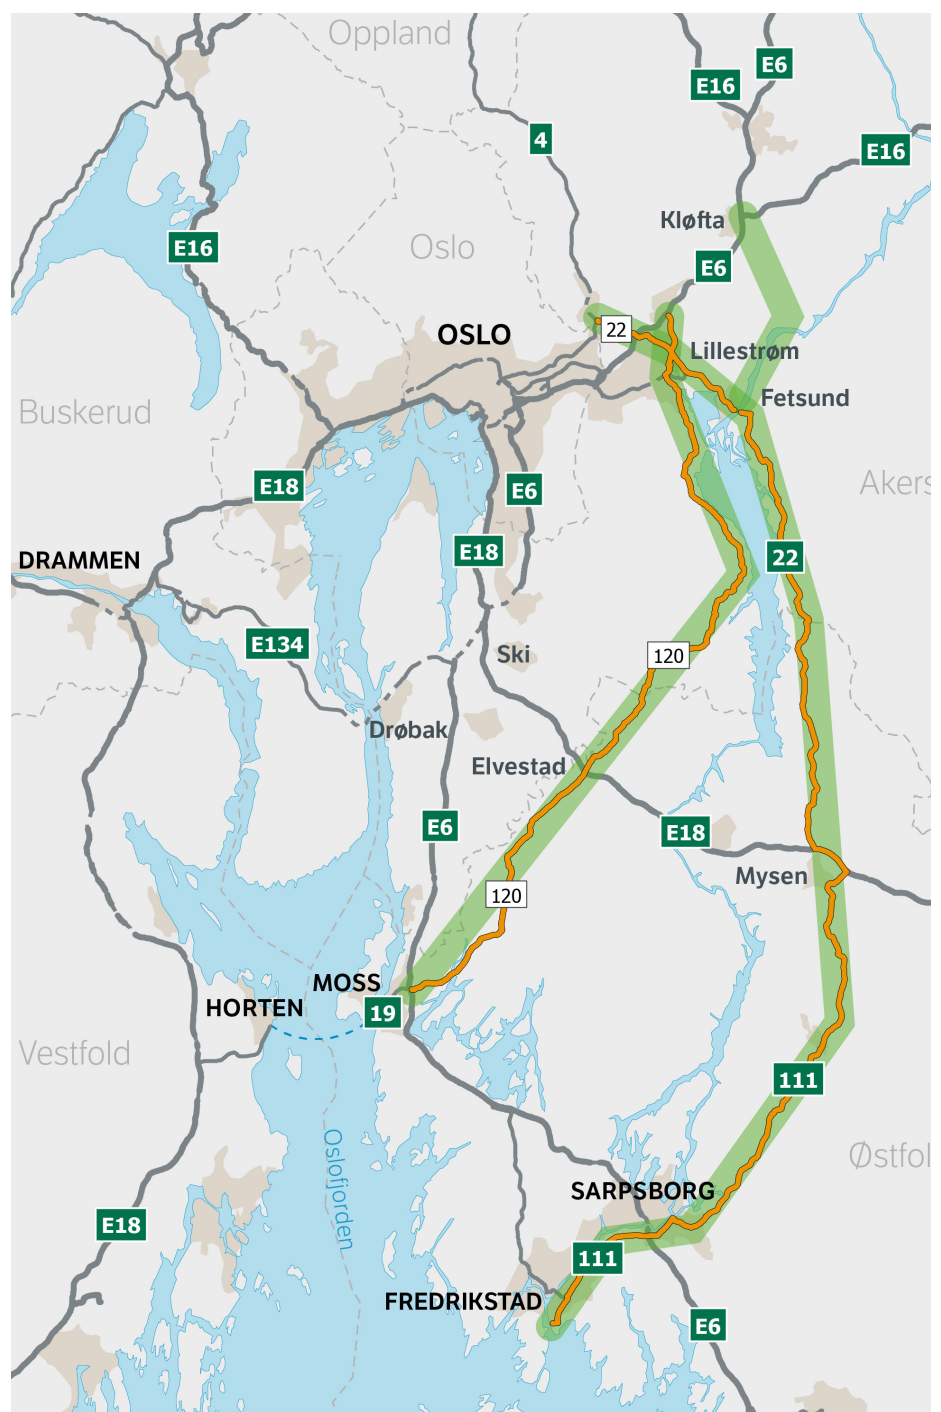 Oppland
E6
E16
4
E16
Kløfta
E16
Oslo
E6
22
OSLO
Lillestrøm
Fetsund
Buskerud
Akers
E18
E6
E18
22
DRAMMEN
E134
Ski
120
Drøbak
Elvestad
E6
E18
Mysen
120
MOSS
HORTEN
19
Vestfold
111
Østfol
Oslofjorden
SARPSBORG
E18
111
FREDRIKSTAD
E6